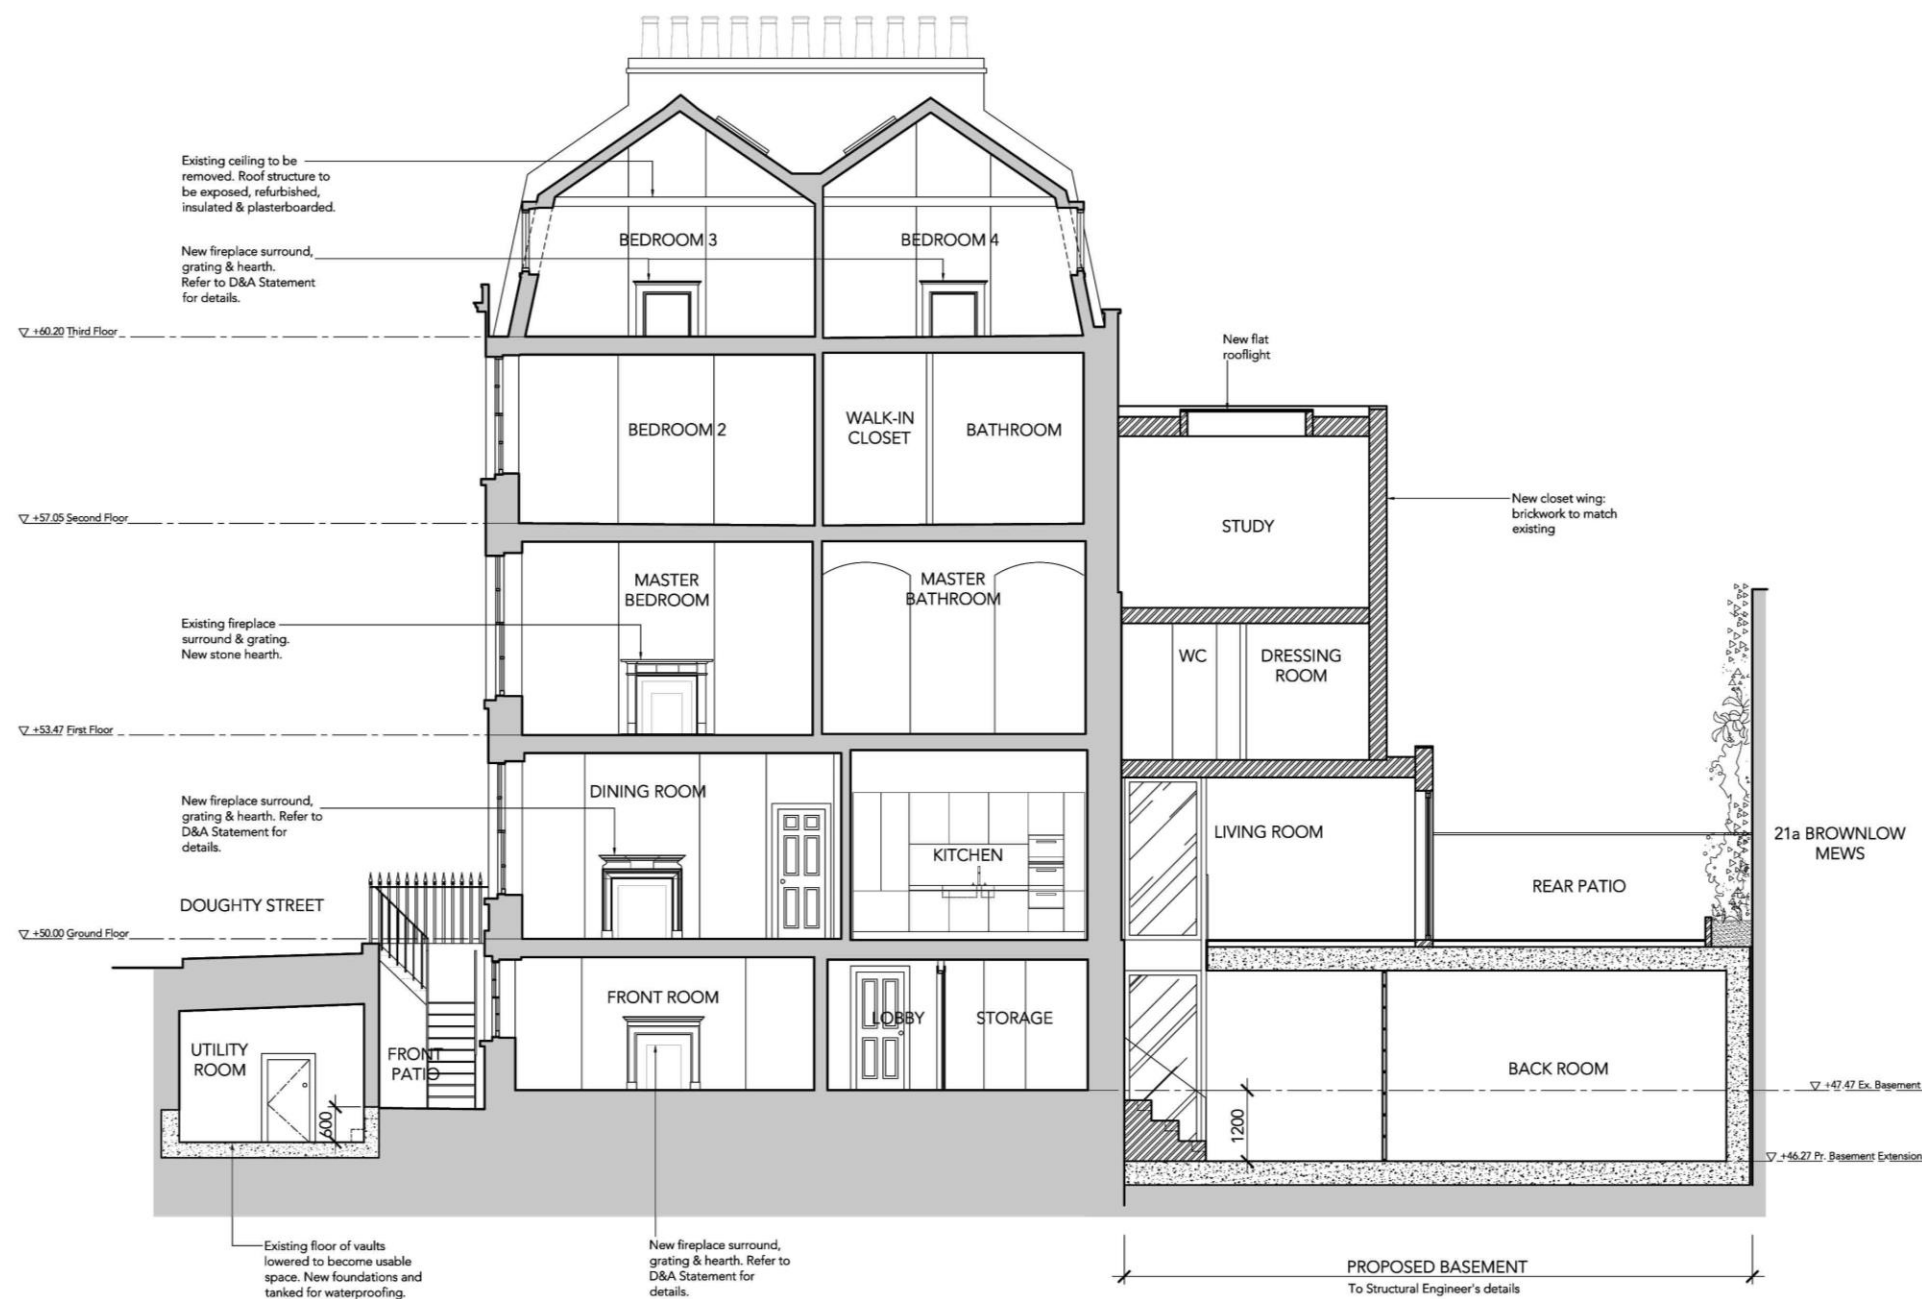 Existing ceiling to be
removed. Roof structure to
be exposed, refurbished,
insulated & plasterboarded.
BEDROOM 3
BEDROOM 4
New fireplace surround,
grating & hearth.
Refer to D&A Statement
for details.
+60.20 Third Floor
New flat
rooflight
BEDROOM 2
WALK-IN
CLOSET
BATHROOM
New closet wing:
brickwork to match
existing
+57.05 Second Floor
STUDY
MASTER
BEDROOM
MASTER
BATHROOM
Existing fireplace
surround & grating.
New stone hearth.
WC
DRESSING
ROOM
+53.47 First Floor
DINING ROOM
New fireplace surround,
grating & hearth. Refer to
D&A Statement for
details.
KITCHEN
LIVING ROOM
21a BROWNLOW
MEWS
REAR PATIO
DOUGHTY STREET
+50.00 Ground Floor
FRONT ROOM
LOBBY
STORAGE
UTILITY
ROOM
FRONT
PATIO
BACK ROOM
+47.47 Ex. Basement
600
1200
+46.27 Pr. Basement Extension
Existing floor of vaults
lowered to become usable
space. New foundations and
tanked for waterproofing.
New fireplace surround,
grating & hearth. Refer to
D&A Statement for
details.
PROPOSED BASEMENT
To Structural Engineer's details